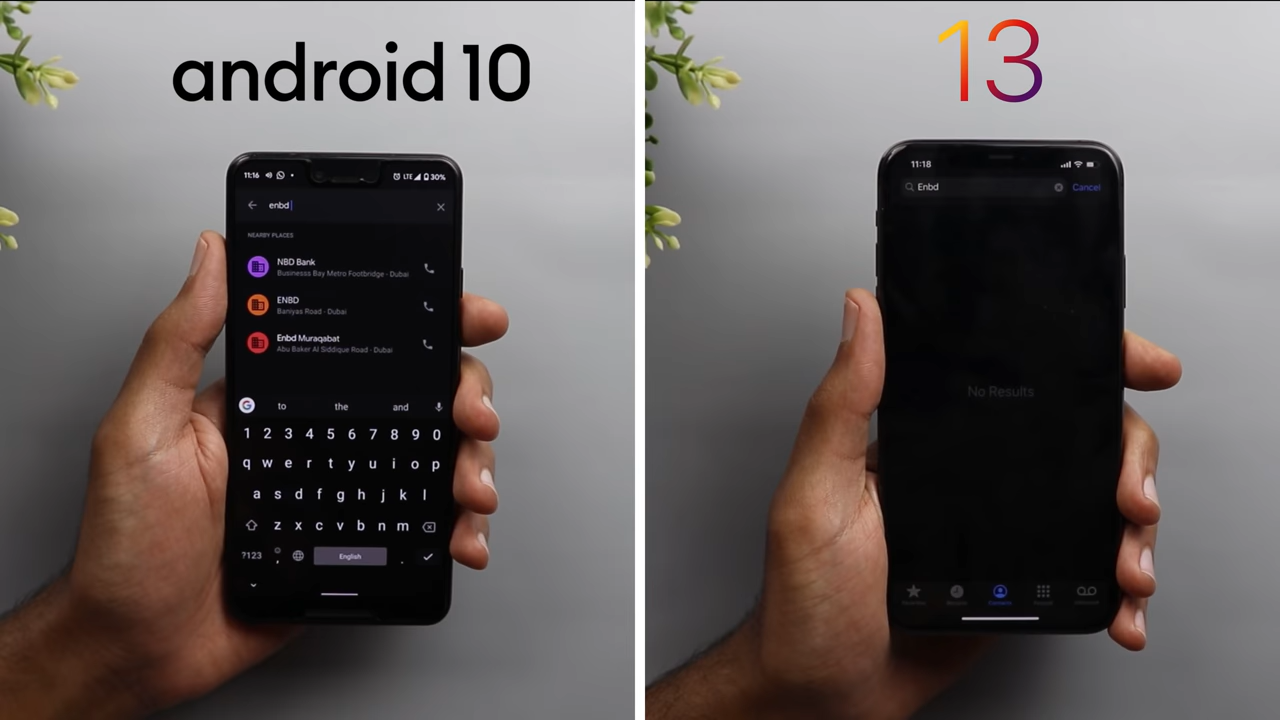 android 10
11:16
LTE 30%
enbd
NEARBY PLACES
NBD Bank
Businesss Bay Metro Footbridge · Dubai
ENBD
Baniyas Road · Dubai
Enbd Muraqabat
Abu Baker Al Siddique Road · Dubai
G to the and
1 2 3 4 5 6 7 8 9 0
q w e r t y u i o p
a s d f g h j k l
z x c v b n m
?123 , English .
13
11:18
Enbd Cancel
No Results